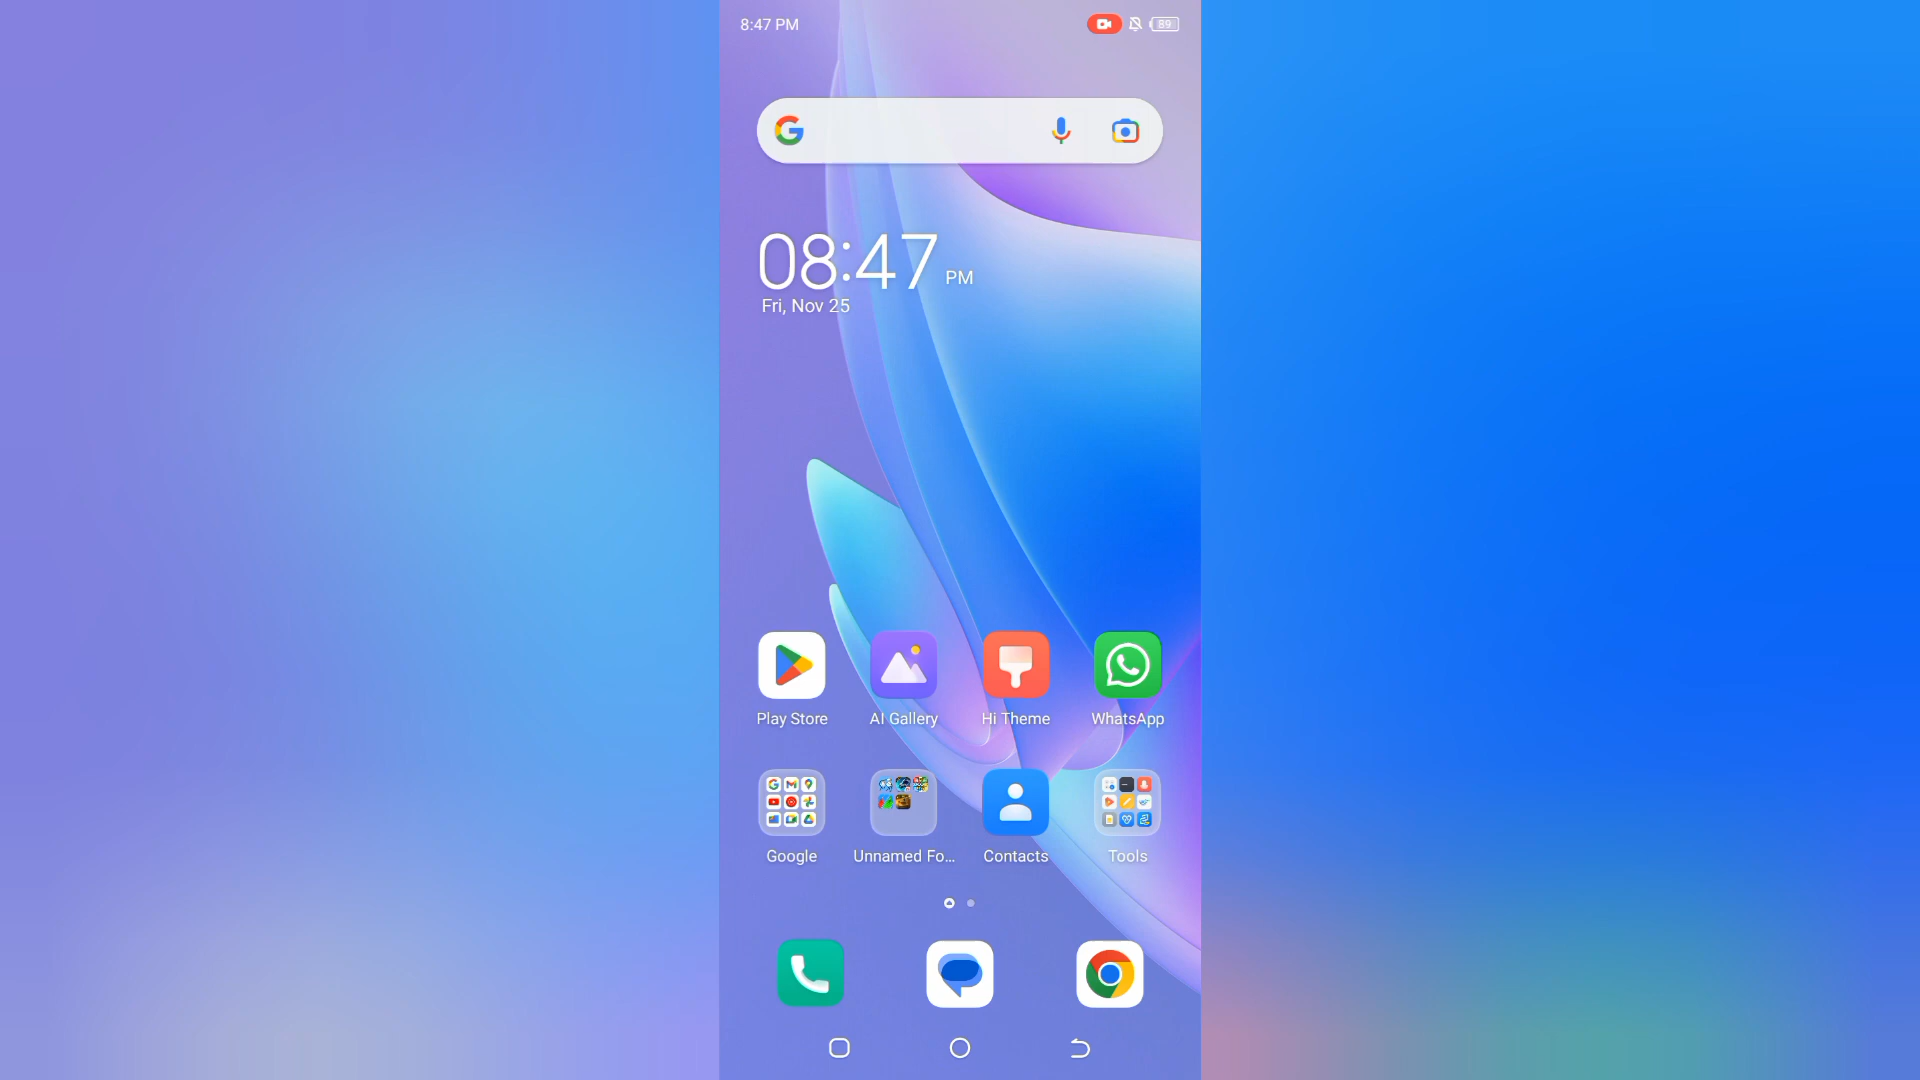 8:47 PM
89
08:47 PM
Fri, Nov 25
Play Store
AI Gallery
Hi Theme
WhatsApp
Google
Unnamed Fo...
Contacts
Tools